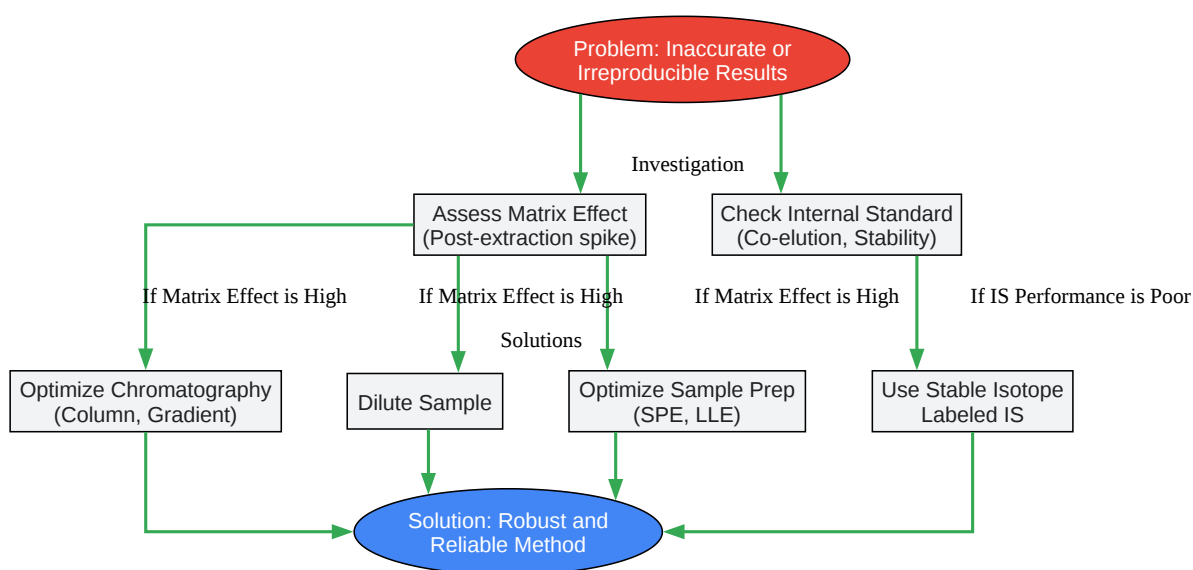 Problem: Inaccurate or
Irreproducible Results
Investigation
Assess Matrix Effect
(Post-extraction spike)
Check Internal Standard
(Co-elution, Stability)
If Matrix Effect is High
If Matrix Effect is High
If Matrix Effect is High
If IS Performance is Poor
Solutions
Optimize Chromatography
(Column, Gradient)
Dilute Sample
Optimize Sample Prep
(SPE, LLE)
Use Stable Isotope
Labeled IS
Solution: Robust and
Reliable Method